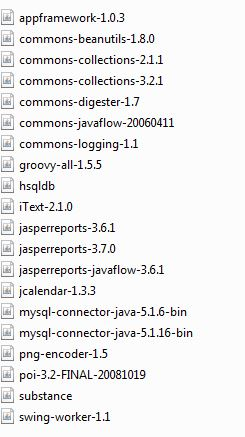 appframework-1.0.3
commons-beanutils-1.8.0
commons-collections-2.1.1
commons-collections-3.2.1
commons-digester-1.7
commons-javaflow-20060411
commons-logging-1.1
groovy-all-1.5.5
hsqldb
iText-2.1.0
jasperreports-3.6.1
jasperreports-3.7.0
jasperreports-javaflow-3.6.1
jcalendar-1.3.3
mysql-connector-java-5.1.6-bin
mysql-connector-java-5.1.16-bin
png-encoder-1.5
poi-3.2-FINAL-20081019
substance
swing-worker-1.1